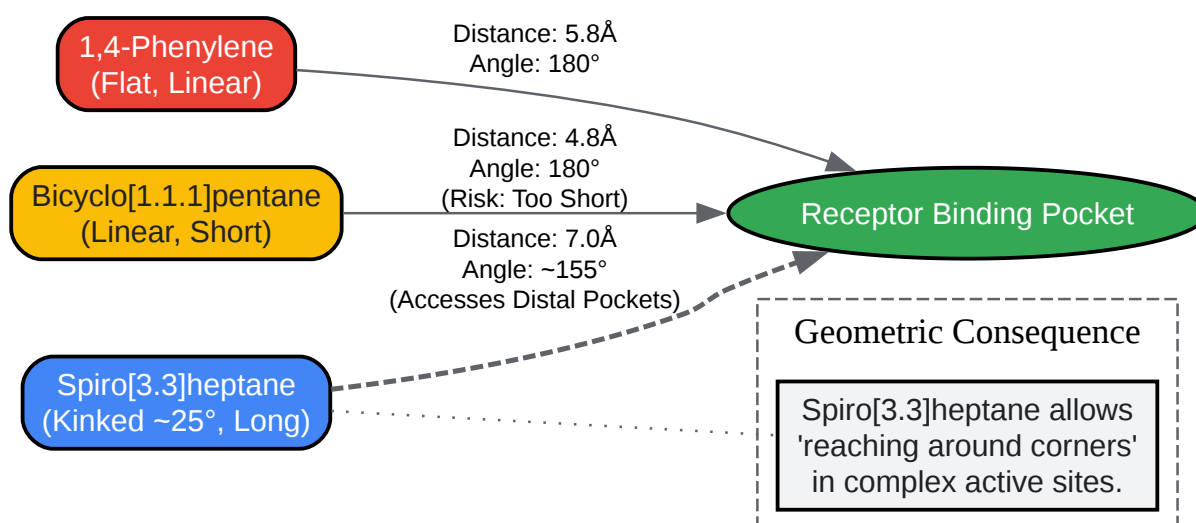 1,4-Phenylene
(Flat, Linear)
Distance: 5.8Å
Angle: 180°
Bicyclo[1.1.1]pentane
(Linear, Short)
Distance: 4.8Å
Angle: 180°
(Risk: Too Short)
Receptor Binding Pocket
Spiro[3.3]heptane
(Kinked ~25°, Long)
Distance: 7.0Å
Angle: ~155°
(Accesses Distal Pockets)
Geometric Consequence
Spiro[3.3]heptane allows
'reaching around corners'
in complex active sites.